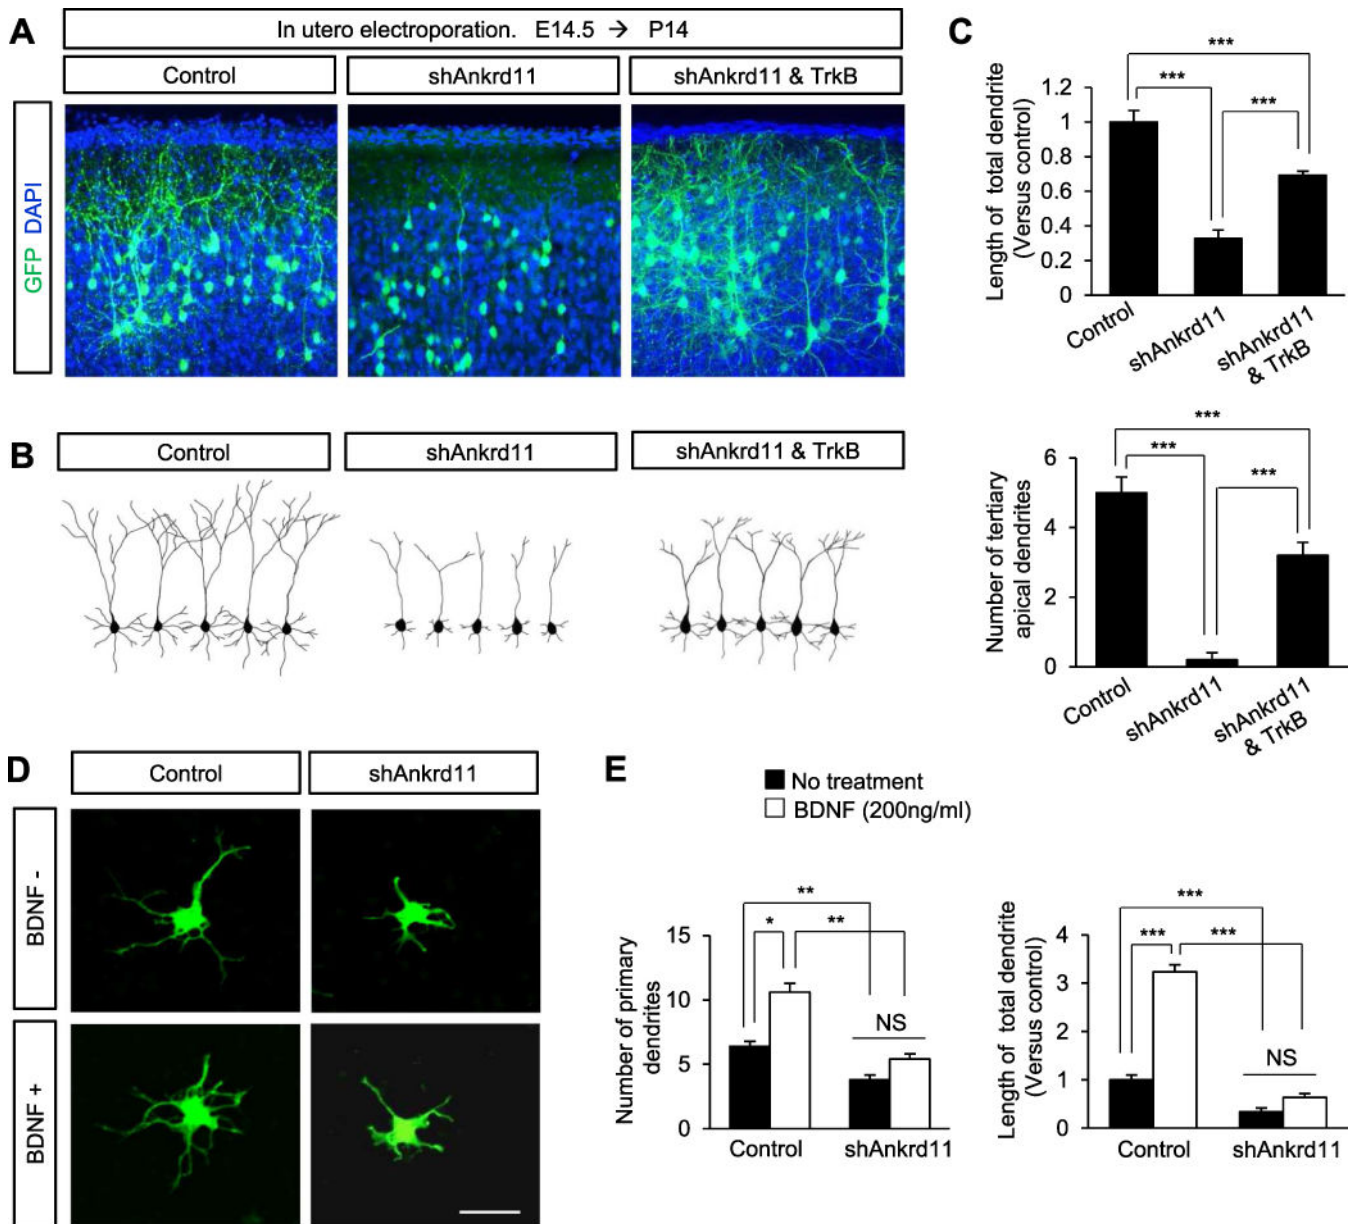 A
In utero electroporation. E14.5 → P14
Control
shAnkrd11
shAnkrd11 & TrkB
GFP DAPI
B
Control
shAnkrd11
shAnkrd11 & TrkB
C
***
***
***
Length of total dendrite
(Versus control)
1.2
1
0.8
0.6
0.4
0.2
0
Control
shAnkrd11
shAnkrd11
& TrkB
***
***
***
Number of tertiary
apical dendrites
6
4
2
0
Control
shAnkrd11
shAnkrd11
& TrkB
D
Control
shAnkrd11
BDNF -
BDNF +
E
No treatment
BDNF (200ng/ml)
**
*
**
NS
Number of primary
dendrites
15
10
5
0
Control
shAnkrd11
***
***
***
NS
Length of total dendrite
(Versus control)
4
3
2
1
0
Control
shAnkrd11